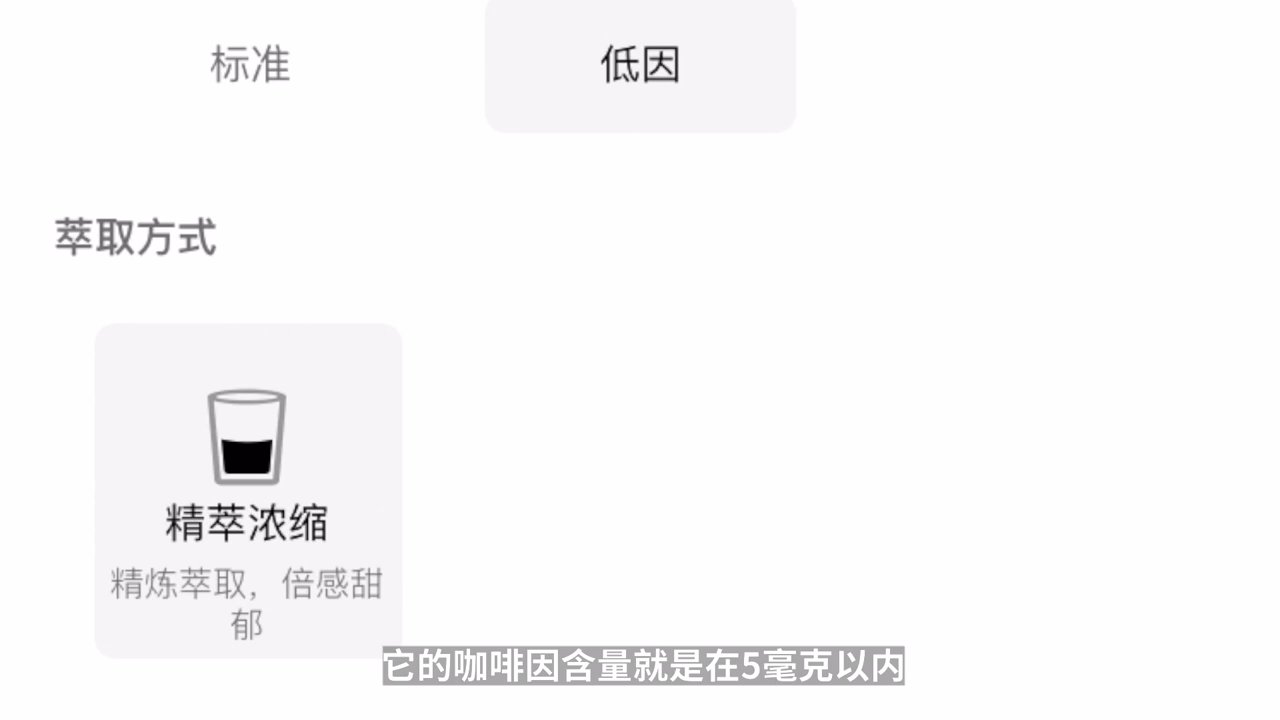 标准
低因
萃取方式
精萃浓缩
精炼萃取，倍感甜
郁
它的咖啡因含量就是在5毫克以内